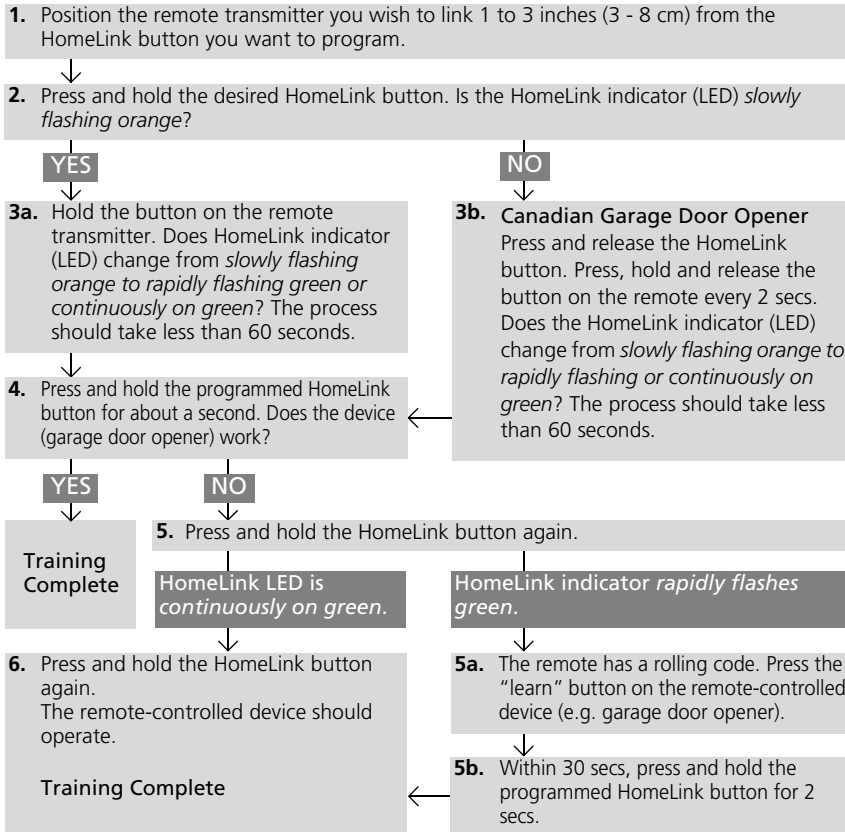 1. Position the remote transmitter you wish to link 1 to 3 inches (3 - 8 cm) from the
HomeLink button you want to program.
2. Press and hold the desired HomeLink button. Is the HomeLink indicator (LED) slowly
flashing orange?
YES
NO
3a. Hold the button on the remote
transmitter. Does HomeLink indicator
(LED) change from slowly flashing
orange to rapidly flashing green or
continuously on green? The process
should take less than 60 seconds.
3b. Canadian Garage Door Opener
Press and release the HomeLink
button. Press, hold and release the
button on the remote every 2 secs.
Does the HomeLink indicator (LED)
change from slowly flashing orange to
rapidly flashing or continuously on
green? The process should take less
than 60 seconds.
4. Press and hold the programmed HomeLink
button for about a second. Does the device
(garage door opener) work?
YES
NO
Training
Complete
5. Press and hold the HomeLink button again.
HomeLink LED is
continuously on green.
HomeLink indicator rapidly flashes
green.
6. Press and hold the HomeLink button
again.
The remote-controlled device should
operate.
Training Complete
5a. The remote has a rolling code. Press the
“learn” button on the remote-controlled
device (e.g. garage door opener).
5b. Within 30 secs, press and hold the
programmed HomeLink button for 2
secs.